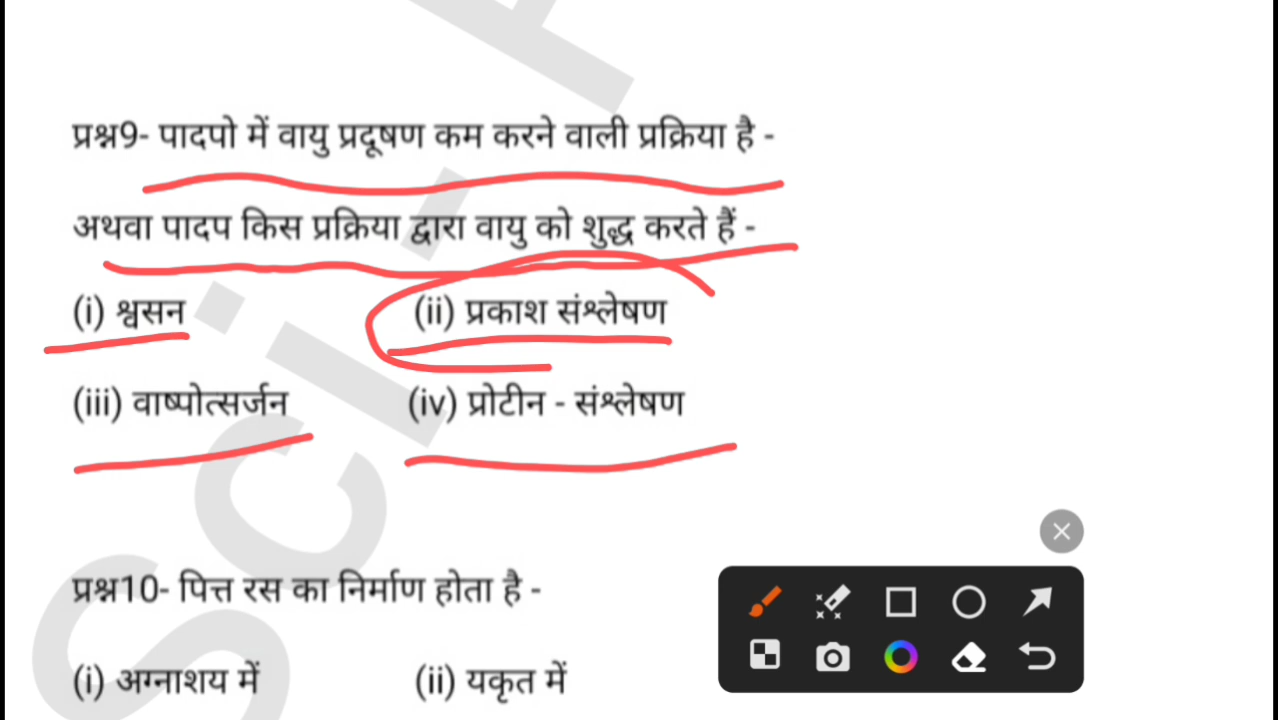 प्रश्न9- पादपो में वायु प्रदूषण कम करने वाली प्रक्रिया है -
अथवा पादप किस प्रक्रिया द्वारा वायु को शुद्ध करते हैं -
(i) श्वसन (ii) प्रकाश संश्लेषण
(iii) वाष्पोत्सर्जन (iv) प्रोटीन - संश्लेषण
प्रश्न10- पित्त रस का निर्माण होता है -
(i) अग्नाशय में (ii) यकृत में